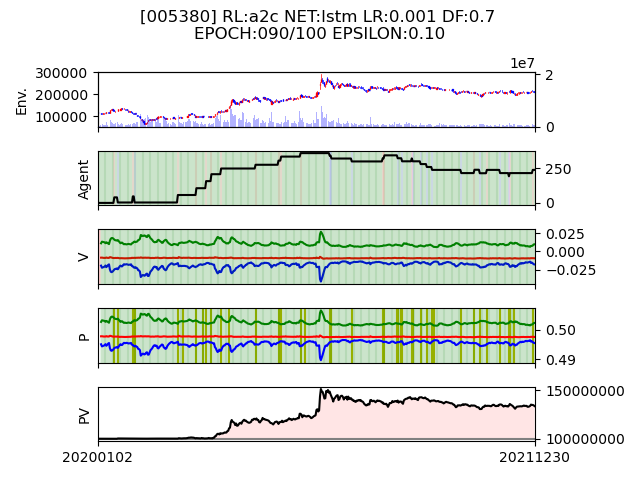 [005380] RL:a2c NET:lstm LR:0.001 DF:0.7
EPOCH:090/100 EPSILON:0.10
1e7
300000
200000
100000
Env.
2
0
Agent
250
0
V
0.025
0.000
−0.025
P
0.50
0.49
PV
150000000
100000000
20200102
20211230